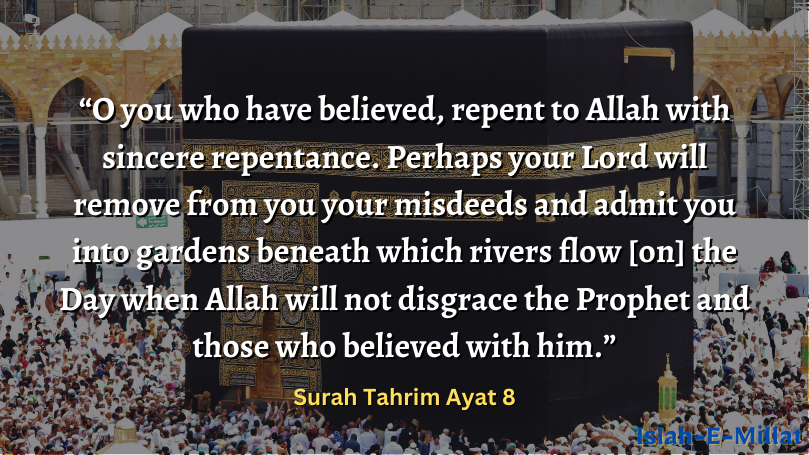 “O you who have believed, repent to Allah with
sincere repentance. Perhaps your Lord will
remove from you your misdeeds and admit you
into gardens beneath which rivers flow [on] the
Day when Allah will not disgrace the Prophet and
those who believed with him.”
Surah Tahrim Ayat 8
Islah-E-Millat